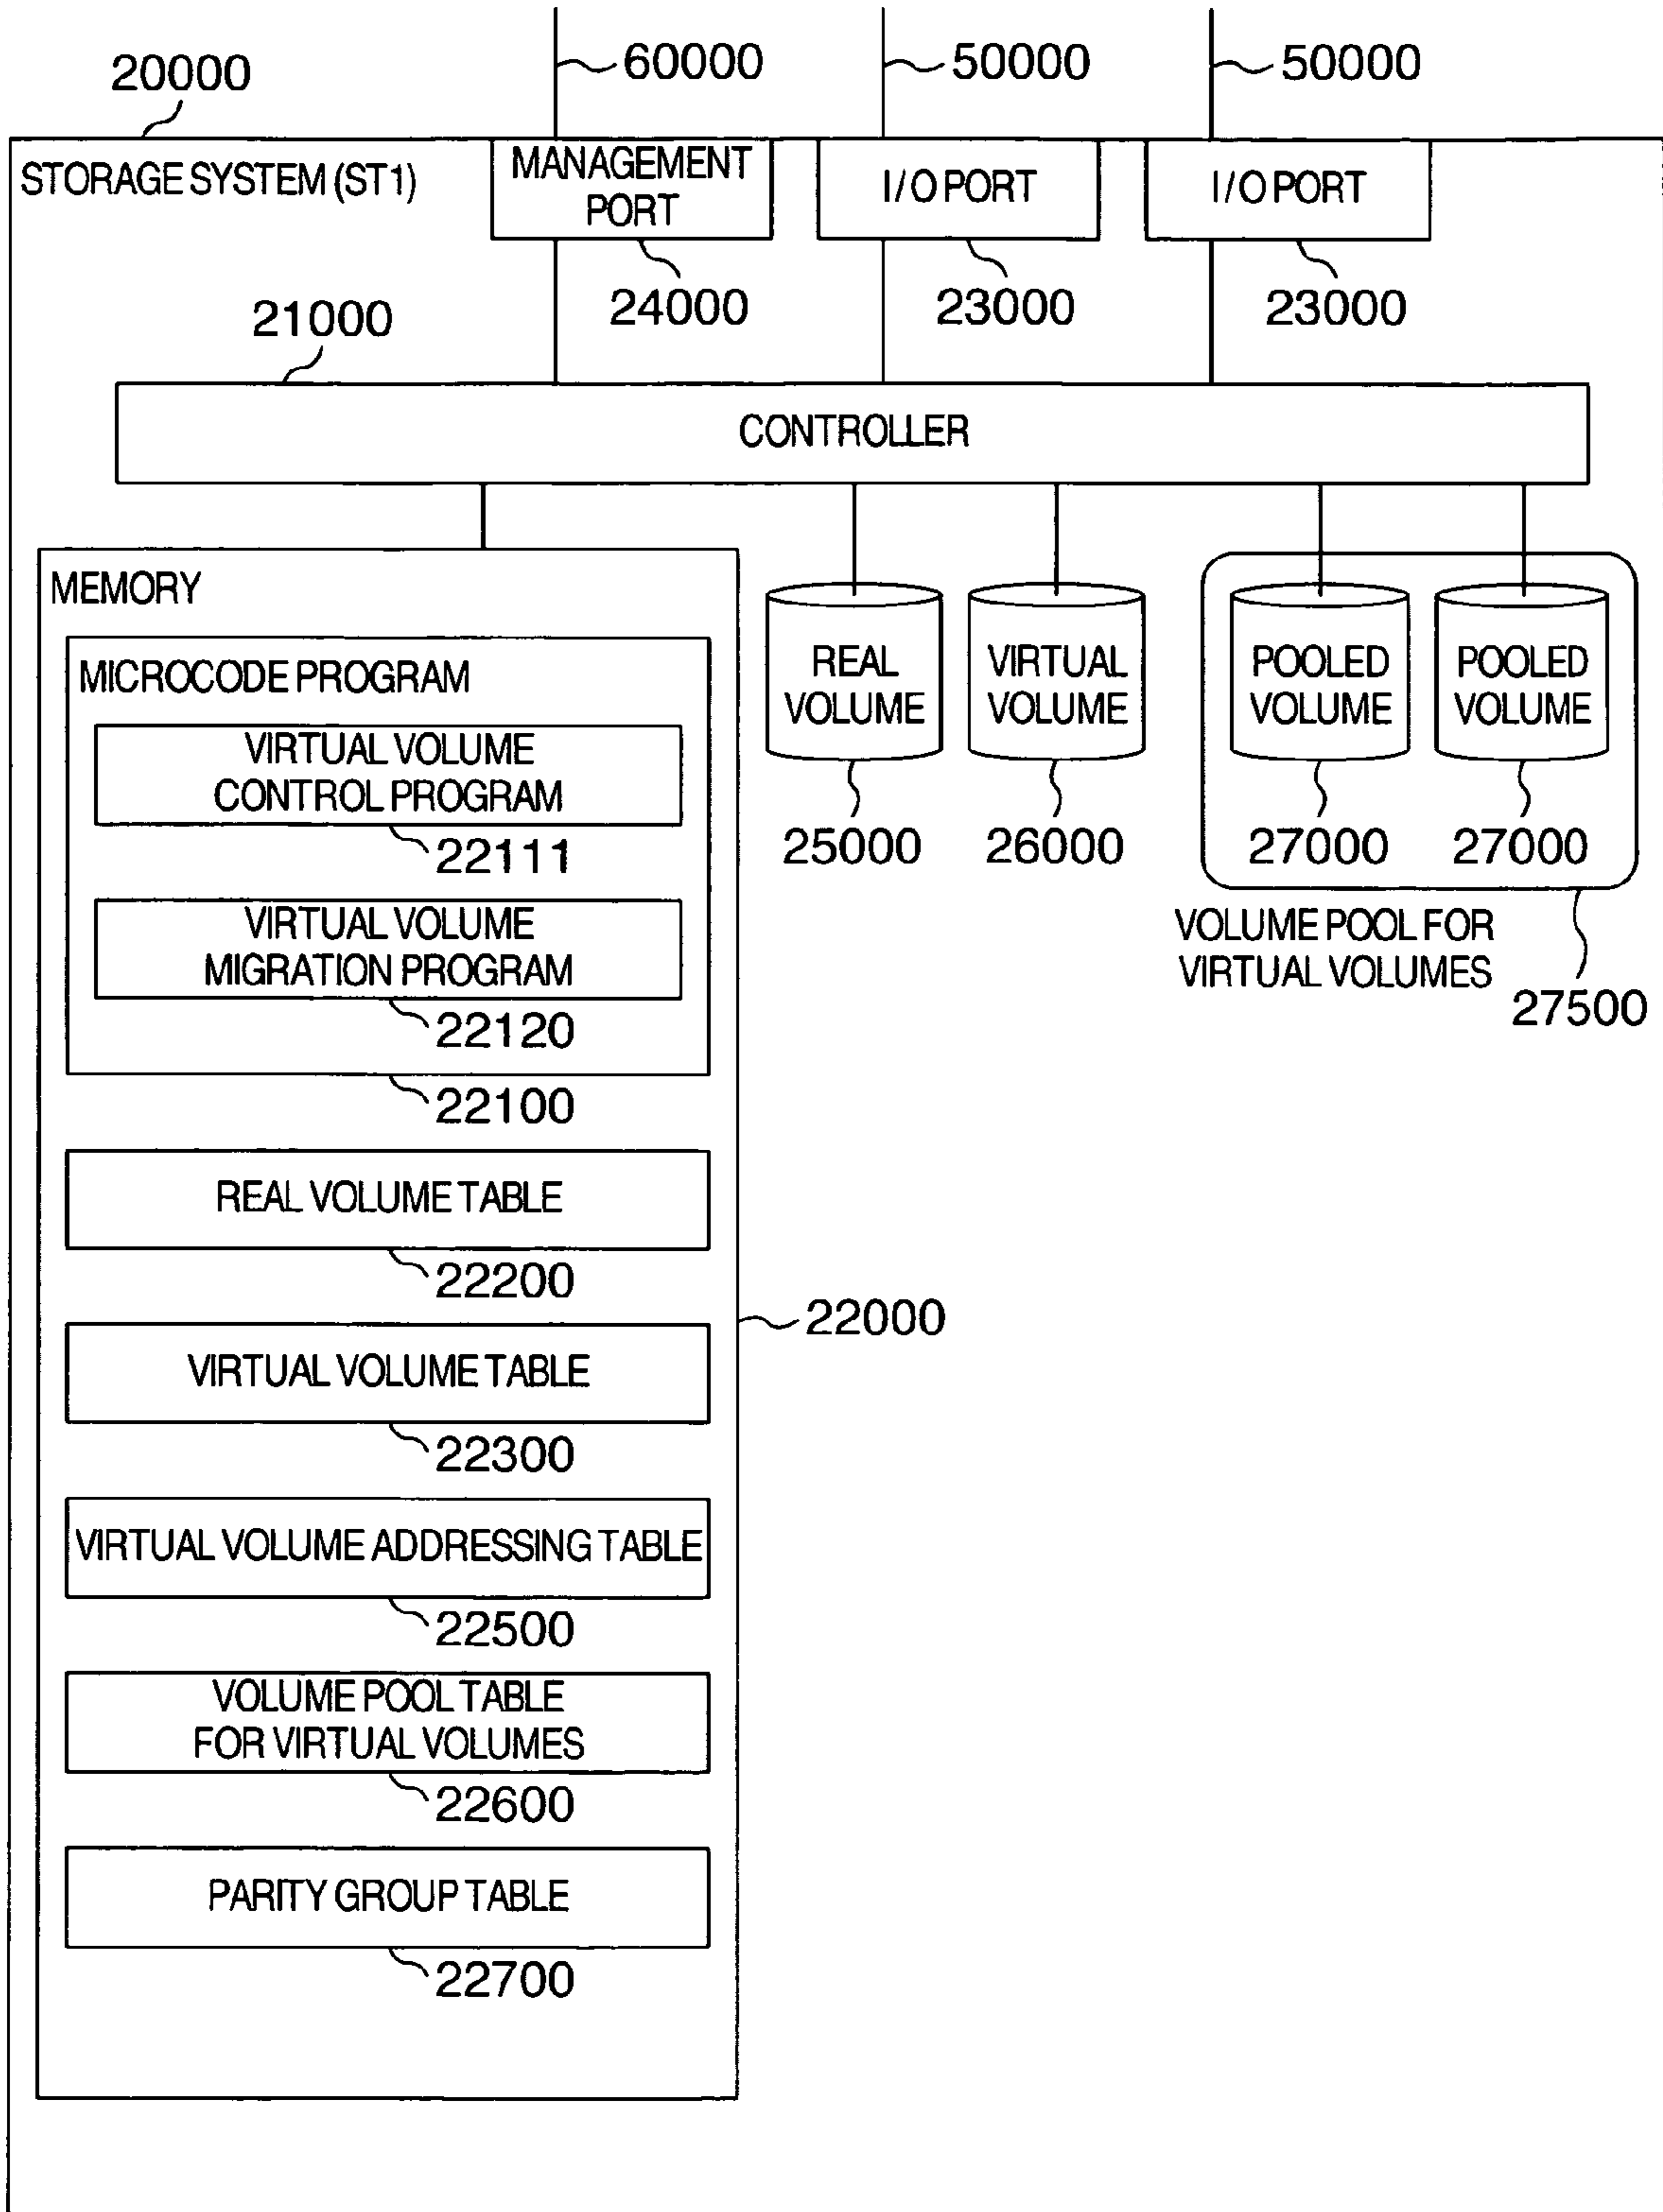 60000
50000
50000
20000
STORAGE SYSTEM (ST1)
MANAGEMENT
PORT
I/O PORT
I/O PORT
24000
23000
23000
21000
CONTROLLER
MEMORY
MICROCODE PROGRAM
VIRTUAL VOLUME
CONTROL PROGRAM
22111
VIRTUAL VOLUME
MIGRATION PROGRAM
22120
22100
REAL VOLUME TABLE
22200
VIRTUAL VOLUME TABLE
22300
VIRTUAL VOLUME ADDRESSING TABLE
22500
VOLUME POOL TABLE
FOR VIRTUAL VOLUMES
22600
PARITY GROUP TABLE
22700
22000
REAL
VOLUME
25000
VIRTUAL
VOLUME
26000
POOLED
VOLUME
27000
POOLED
VOLUME
27000
VOLUME POOL FOR
VIRTUAL VOLUMES
27500